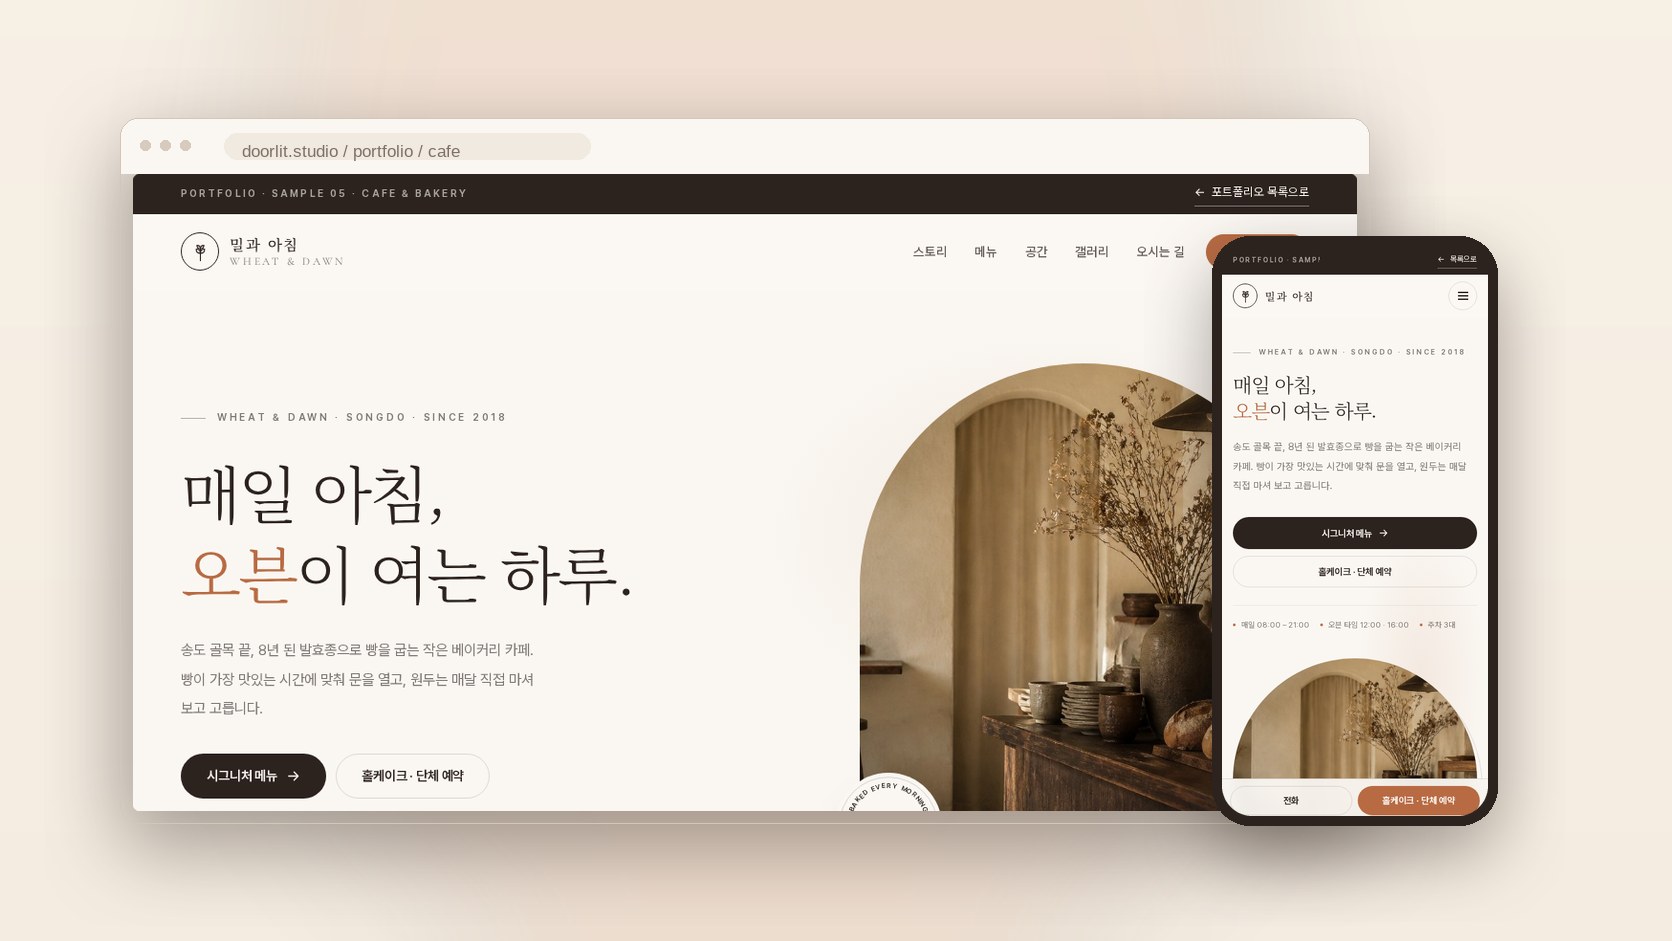 doorlit.studio / portfolio / cafe
PORTFOLIO · SAMPLE 05 · CAFE & BAKERY
← 포트폴리오 목록으로
밀과 아침
WHEAT & DAWN
스토리 메뉴 공간 갤러리 오시는 길
WHEAT & DAWN · SONGDO · SINCE 2018
매일 아침,
오븐이 여는 하루.
송도 골목 끝, 8년 된 발효종으로 빵을 굽는 작은 베이커리 카페.
빵이 가장 맛있는 시간에 맞춰 문을 열고, 원두는 매달 직접 마셔
보고 고릅니다.
시그니처 메뉴 →
홀케이크 · 단체 예약
BAKED EVERY MORNING
PORTFOLIO · SAMP
← 목록으로
밀과 아침
WHEAT & DAWN · SONGDO · SINCE 2018
매일 아침,
오븐이 여는 하루.
송도 골목 끝, 8년 된 발효종으로 빵을 굽는 작은 베이커리
카페. 빵이 가장 맛있는 시간에 맞춰 문을 열고, 원두는 매달
직접 마셔 보고 고릅니다.
시그니처 메뉴 →
홀케이크 · 단체 예약
• 매일 08:00 – 21:00 • 오븐 타임 12:00 · 16:00 • 주차 3대
전화
홀케이크 · 단체 예약